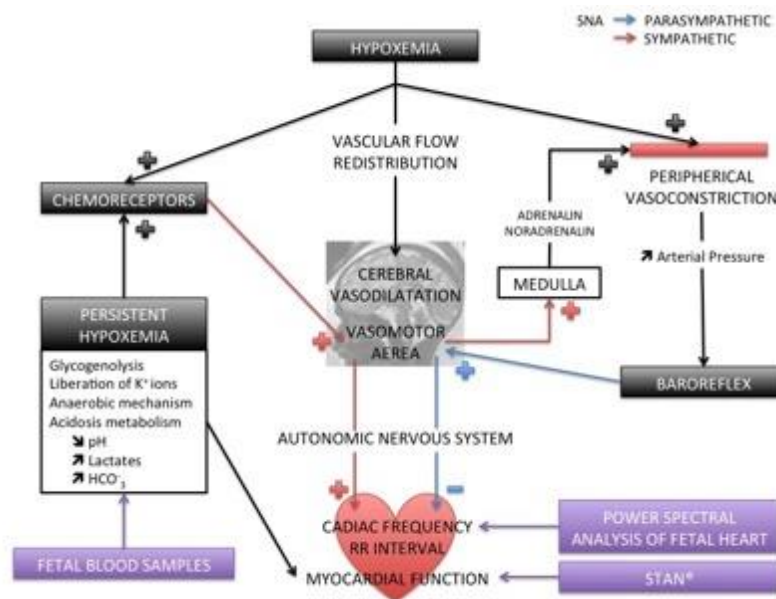 SNA PARASYMPATHETIC
SYMPATHETIC
HYPOXEMIA
VASCULAR FLOW
REDISTRIBUTION
CHEMORECEPTORS
PERIPHERICAL
VASOCONSTRICTION
ADRENALIN
NORADRENALIN
↗ Arterial Pressure
CEREBRAL
VASODILATATION
MEDULLA
PERSISTENT
HYPOXEMIA
VASOMOTOR
AEREA
Glycogenolysis
Liberation of K⁺ ions
Anaerobic mechanism
Acidosis metabolism
↘ pH
↗ Lactates
↗ HCO⁻₃
BAROREFLEX
AUTONOMIC NERVOUS SYSTEM
CADIAC FREQUENCY
RR INTERVAL
POWER SPECTRAL
ANALYSIS OF FETAL HEART
FETAL BLOOD SAMPLES
MYOCARDIAL FUNCTION
STAN®